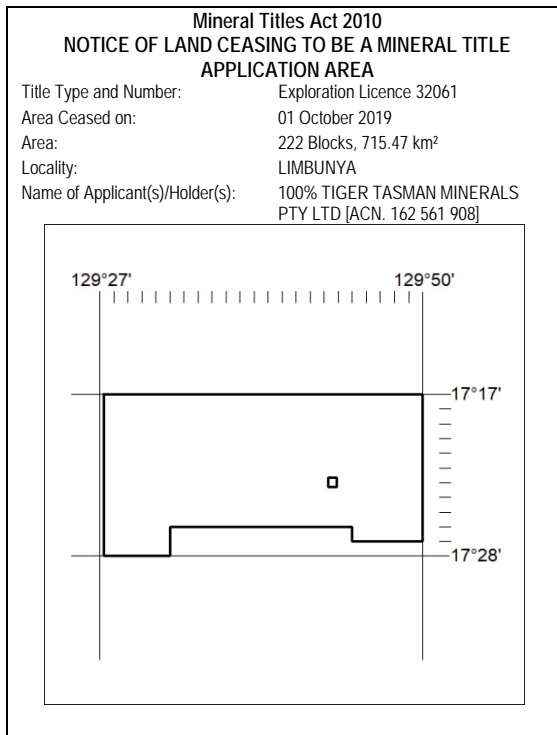 Mineral Titles Act 2010
NOTICE OF LAND CEASING TO BE A MINERAL TITLE
APPLICATION AREA
Title Type and Number: Exploration Licence 32061
Area Ceased on: 01 October 2019
Area: 222 Blocks, 715.47 km²
Locality: LIMBUNYA
Name of Applicant(s)/Holder(s): 100% TIGER TASMAN MINERALS
PTY LTD [ACN. 162 561 908]
129°27' 129°50'
17°17'
17°28'